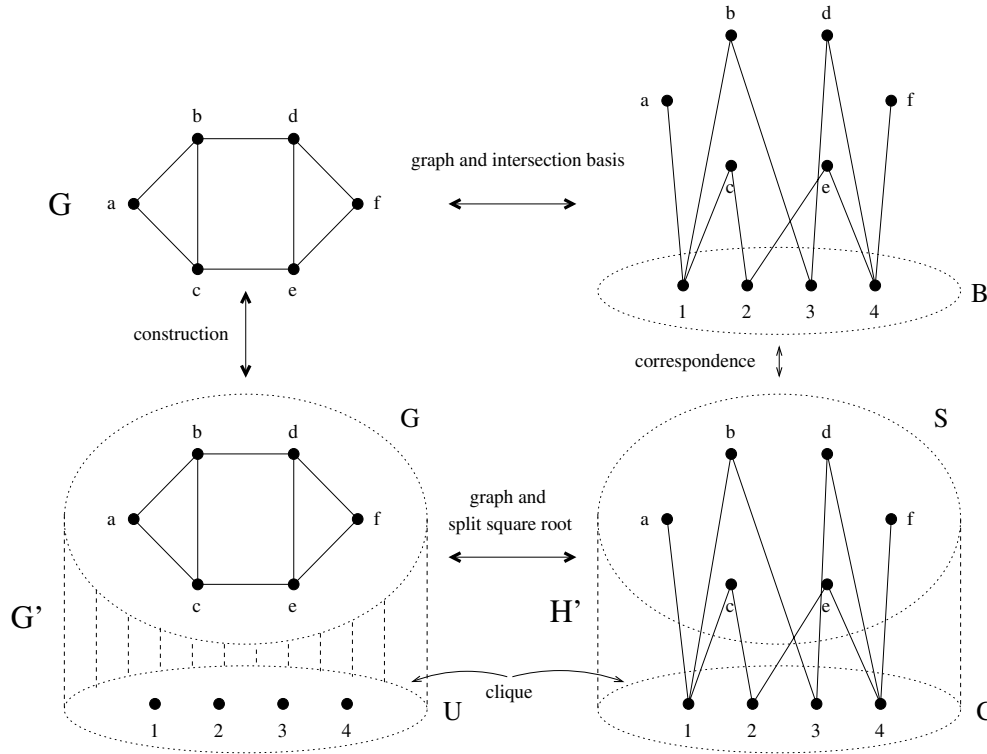 b
d
a
f
b
d
graph and intersection basis
c
e
G
a
f
c
e
1
2
3
4
B
construction
correspondence
G
S
b
d
b
d
graph and
split square root
a
f
a
f
c
e
c
e
G'
H'
clique
U
C
1
2
3
4
1
2
3
4